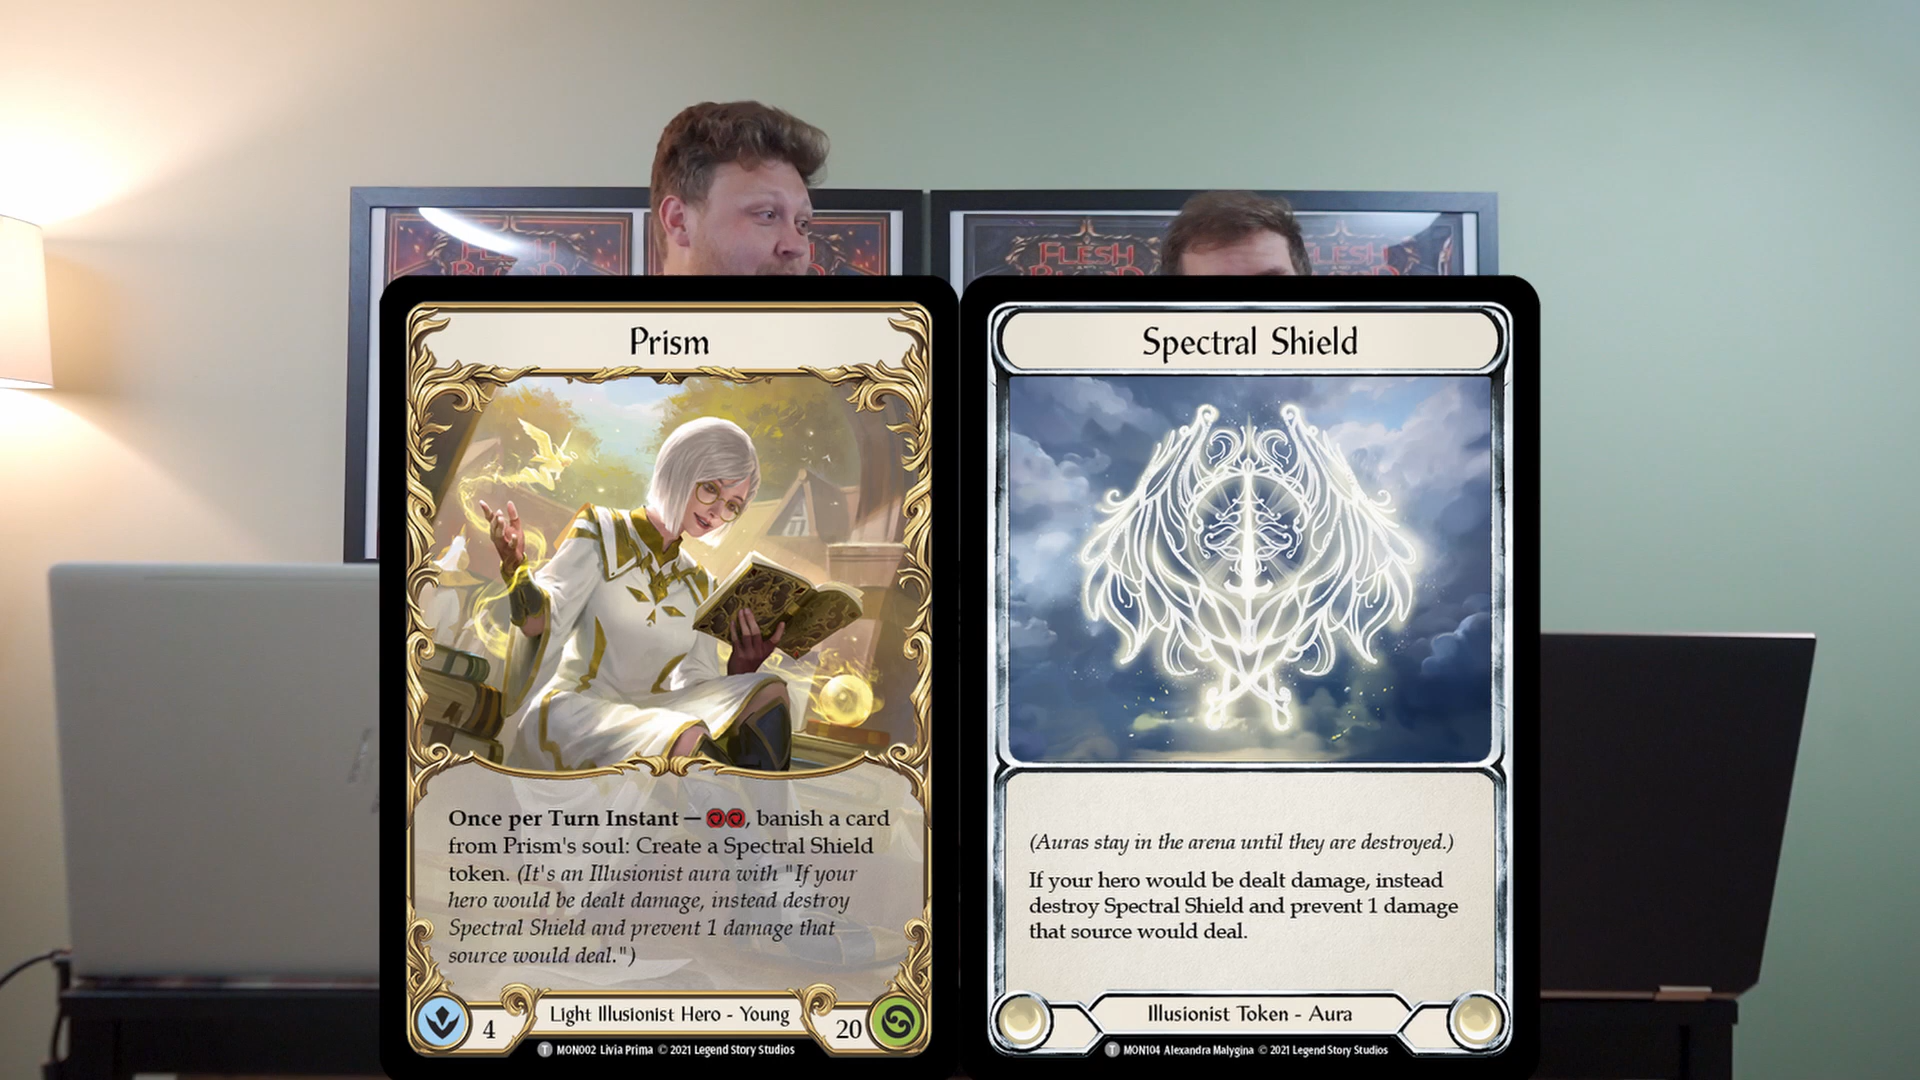 FLESH
FLESH
FLESH
BLOOD
Prism
Once per Turn Instant — , banish a card
from Prism's soul: Create a Spectral Shield
token. (It's an Illusionist aura with "If your
hero would be dealt damage, instead destroy
Spectral Shield and prevent 1 damage that
source would deal.")
4
Light Illusionist Hero - Young
20
T MON002 Livia Prima © 2021 Legend Story Studios
Spectral Shield
(Auras stay in the arena until they are destroyed.)
If your hero would be dealt damage, instead
destroy Spectral Shield and prevent 1 damage
that source would deal.
Illusionist Token - Aura
T MON104 Alexandra Malygina © 2021 Legend Story Studios